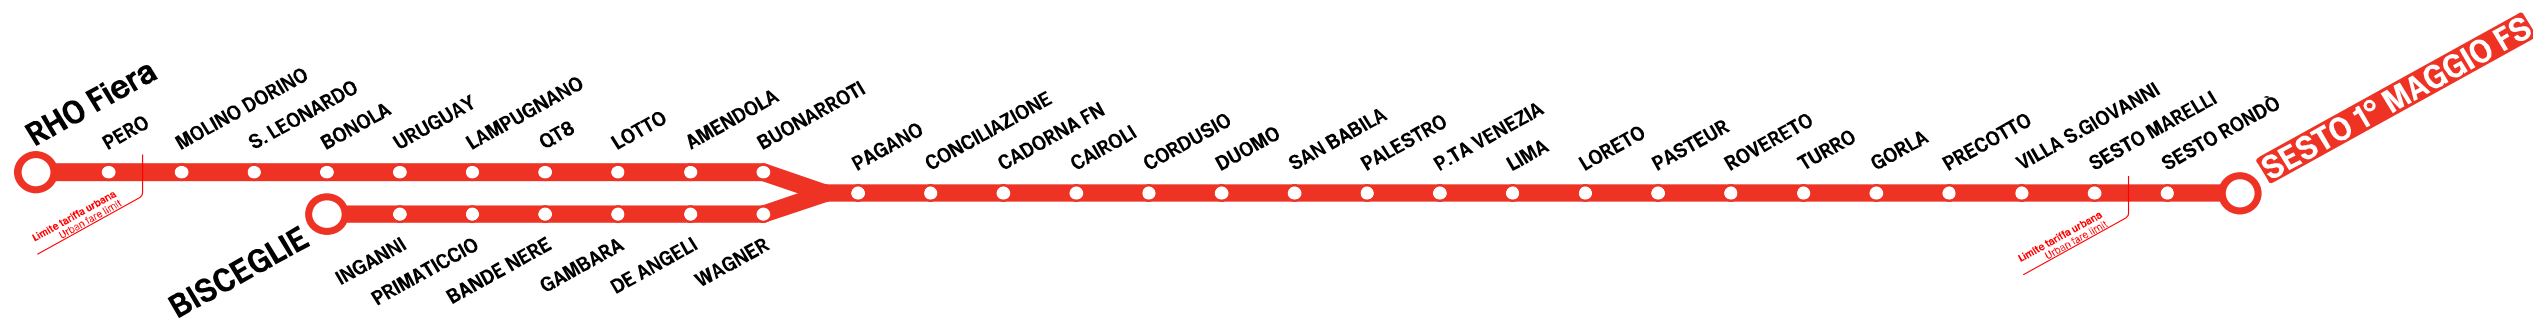 RHO Fiera
PERO
MOLINO DORINO
S. LEONARDO
BONOLA
URUGUAY
LAMPUGNANO
QT8
LOTTO
AMENDOLA
BUONARROTI
Limite tariffa urbana
Urban fare limit
BISCEGLIE
INGANNI
PRIMATICCIO
BANDE NERE
GAMBARA
DE ANGELI
WAGNER
PAGANO
CONCILIAZIONE
CADORNA FN
CAIROLI
CORDUSIO
DUOMO
SAN BABILA
PALESTRO
P.TA VENEZIA
LIMA
LORETO
PASTEUR
ROVERETO
TURRO
GORLA
PRECOTTO
VILLA S.GIOVANNI
SESTO MARELLI
SESTO RONDÒ
SESTO 1° MAGGIO FS
Limite tariffa urbana
Urban fare limit